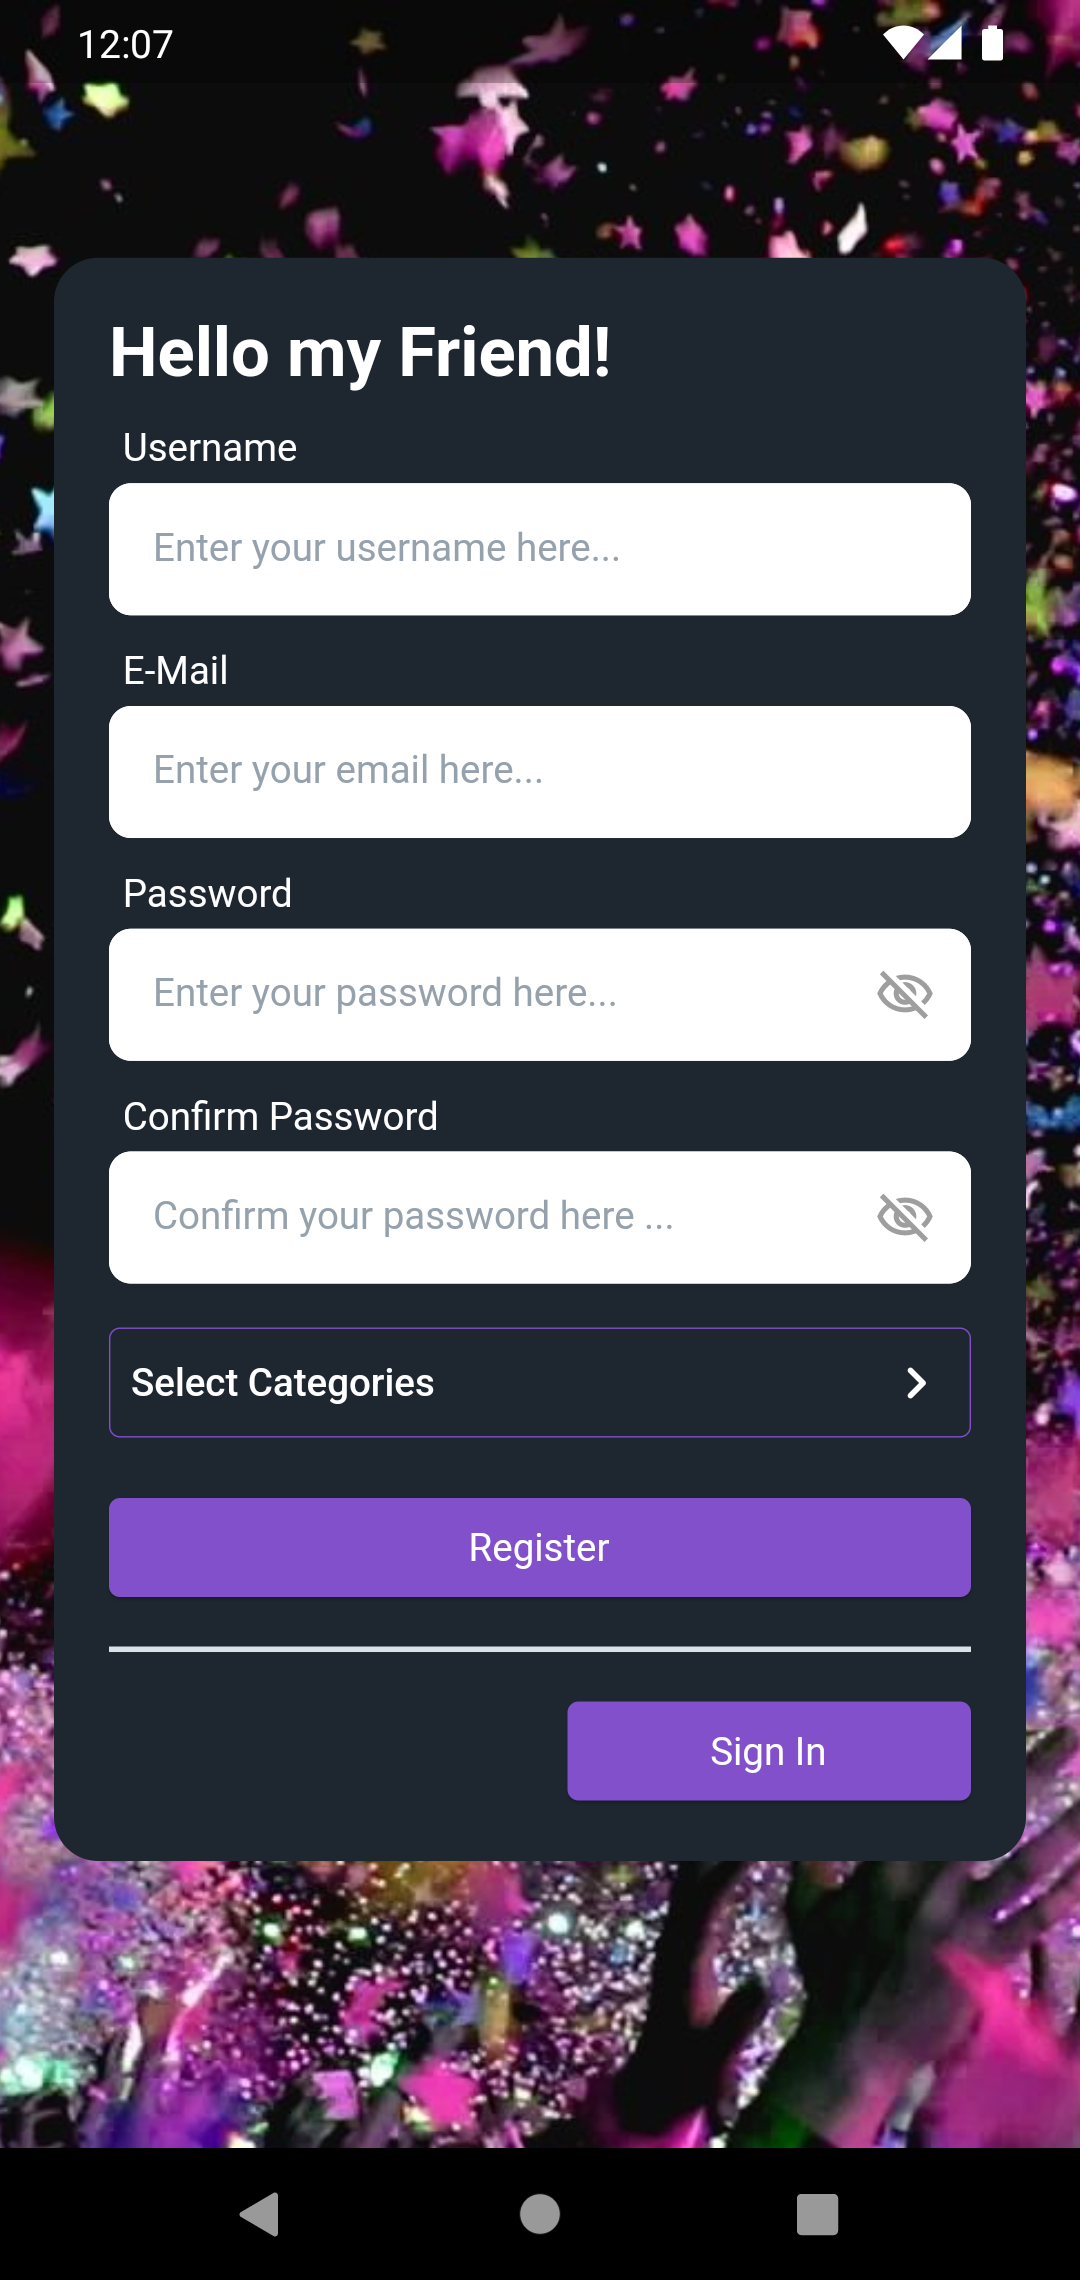 12:07
Hello my Friend!
Username
Enter your username here...
E-Mail
Enter your email here...
Password
Enter your password here...
Confirm Password
Confirm your password here ...
Select Categories
Register
Sign In